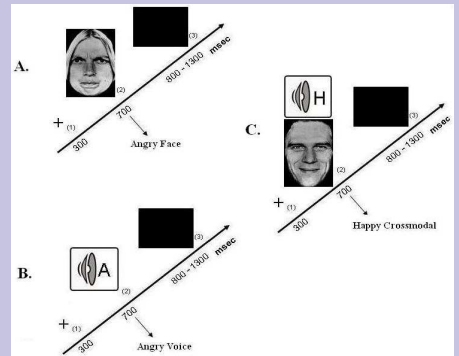 A.
(3)
(2)
+ (1)
300
700
800 - 1300
msec
Angry Face
B.
A
(3)
(2)
+ (1)
300
700
800 - 1300
msec
Angry Voice
C.
H
(3)
(2)
+ (1)
300
700
800 - 1300
msec
Happy Crossmodal